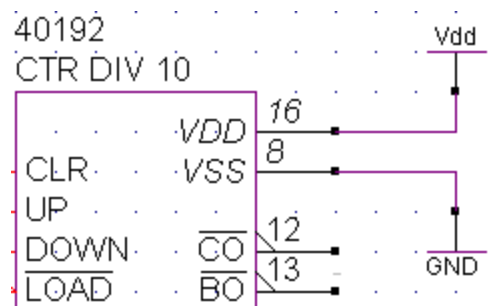 40192
Vdd
CTR DIV 10
VDD 16
CLR VSS 8
UP
DOWN CO 12
GND
LOAD BO 13